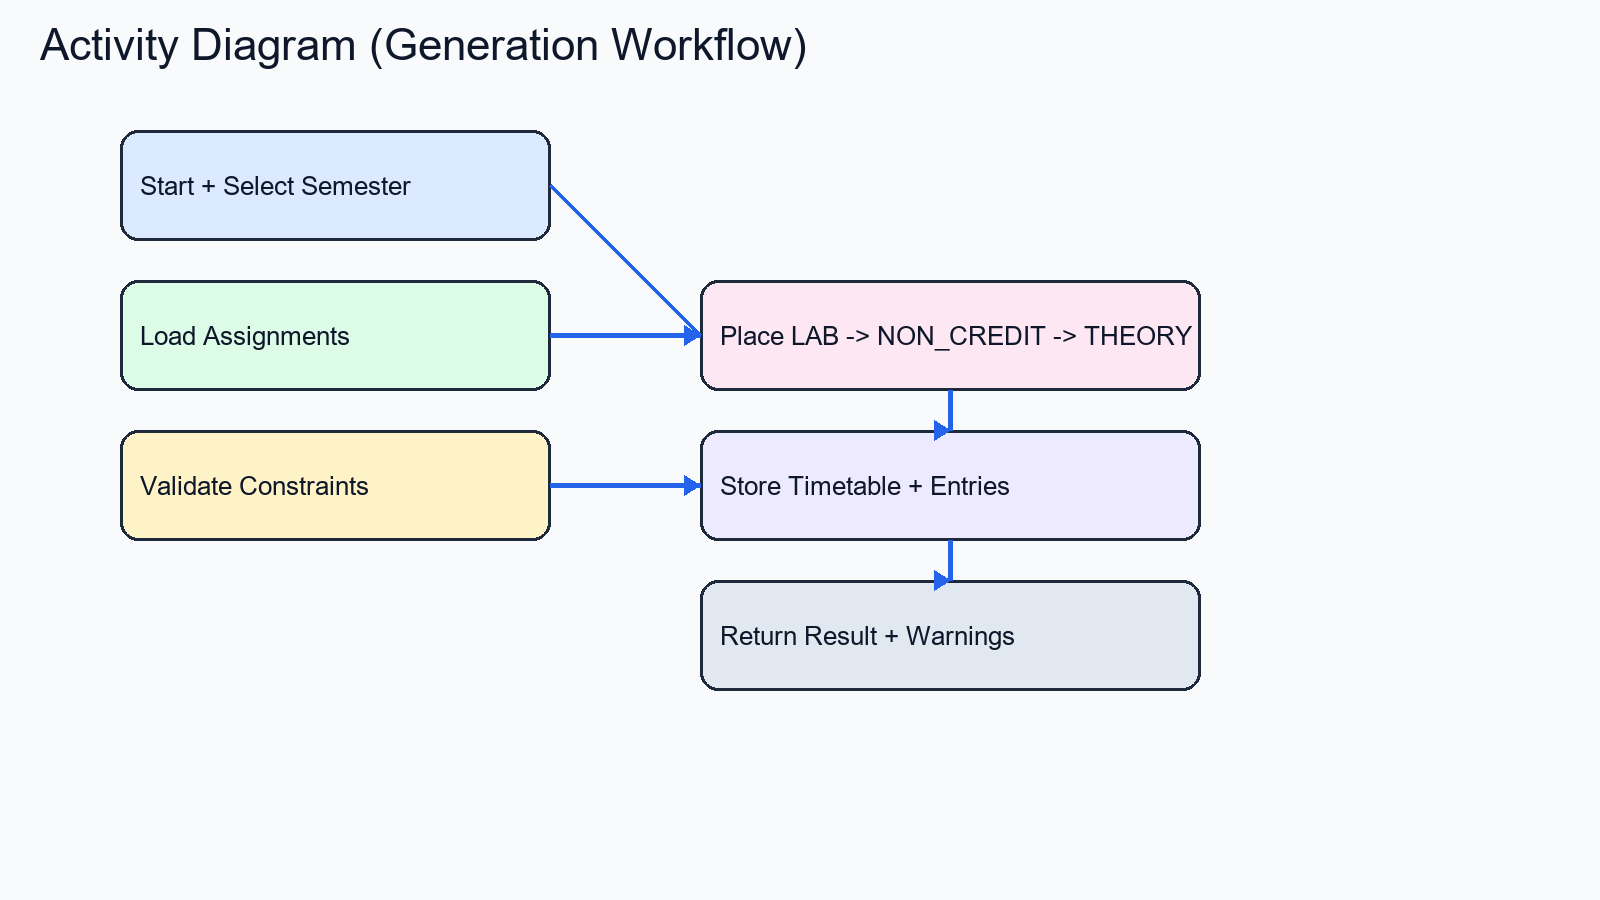 Activity Diagram (Generation Workflow)
Start + Select Semester
Load Assignments
Place LAB -> NON_CREDIT -> THEORY
Validate Constraints
Store Timetable + Entries
Return Result + Warnings